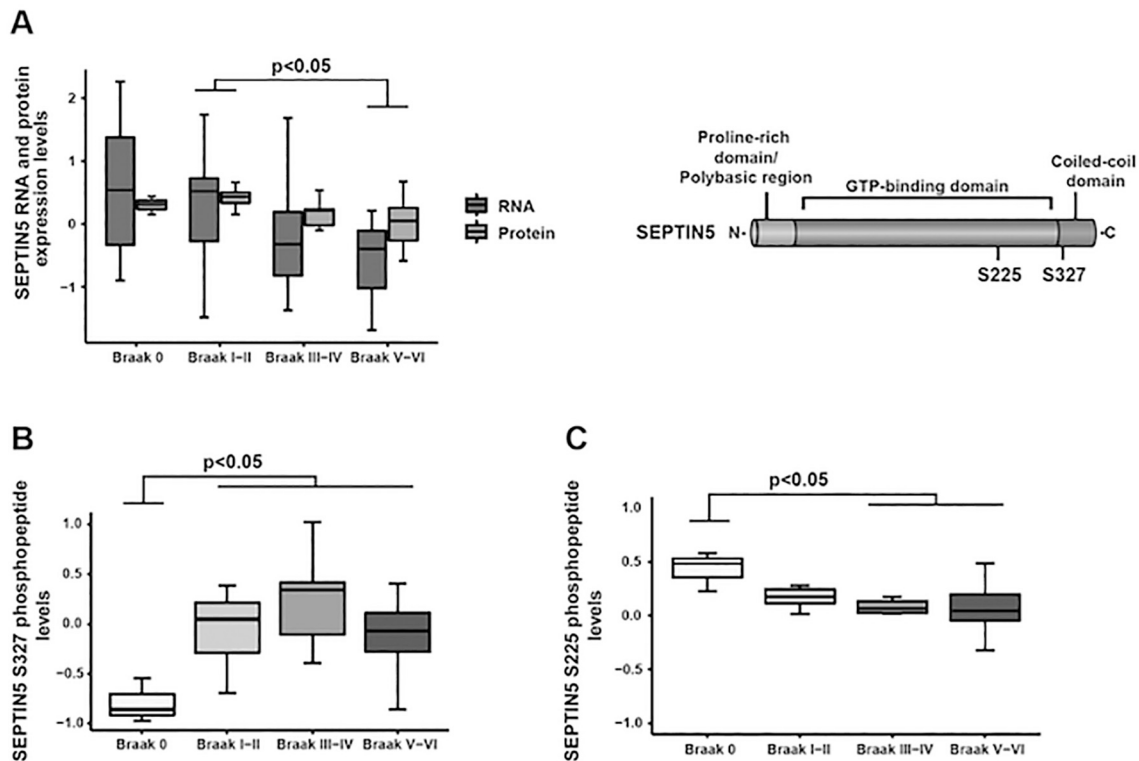 A
SEPTIN5 RNA and protein
expression levels
p<0.05
2
1
0
−1
Braak 0
Braak I−II
Braak III−IV
Braak V−VI
RNA
Protein
Proline-rich
domain/
Polybasic region
GTP-binding domain
Coiled-coil
domain
SEPTIN5
N-
-C
S225
S327
B
SEPTIN5 S327 phosphopeptide
levels
p<0.05
1.0
0.5
0.0
−0.5
−1.0
Braak 0
Braak I−II
Braak III−IV
Braak V−VI
C
SEPTIN5 S225 phosphopeptide
levels
p<0.05
1.0
0.5
0.0
−0.5
−1.0
Braak 0
Braak I−II
Braak III−IV
Braak V−VI